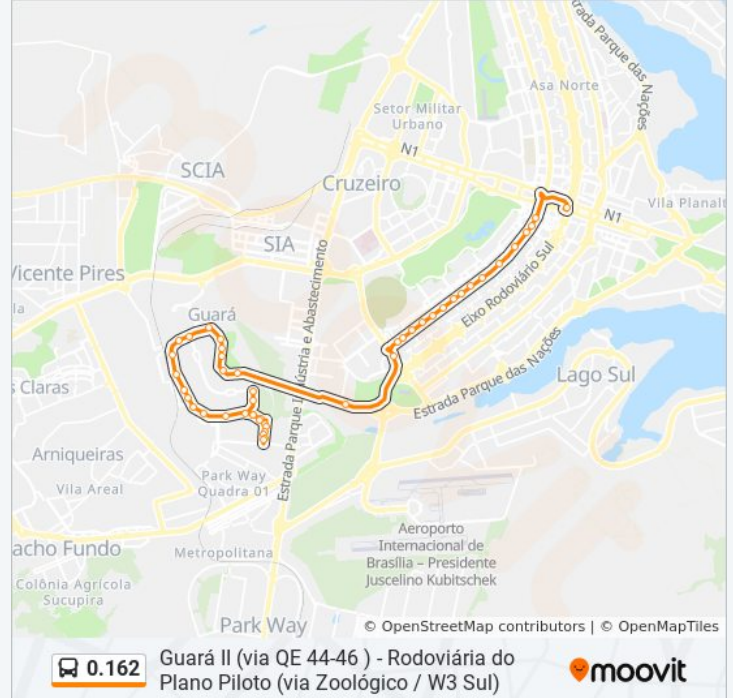 Estrada Parque das Nações
Asa Norte
Setor Militar
Urbano
N1
SCIA
Cruzeiro
Vila Planalt
N1
SIA
Eixo Rodoviário Sul
Vicente Pires
Guará
Estrada Parque Indústria e Abastecimento
Estrada Parque das Nações
Lago Sul
s Claras
Arniqueiras
Vila Areal
Park Way
Quadra 01
acho Fundo
Metropolitana
Aeroporto
Internacional de
Brasília – Presidente
Juscelino Kubitschek
Colônia Agrícola
Sucupira
Park Way
© OpenStreetMap contributors | © OpenMapTiles
0.162
Guará II (via QE 44-46 ) - Rodoviária do
Plano Piloto (via Zoológico / W3 Sul)
moovit